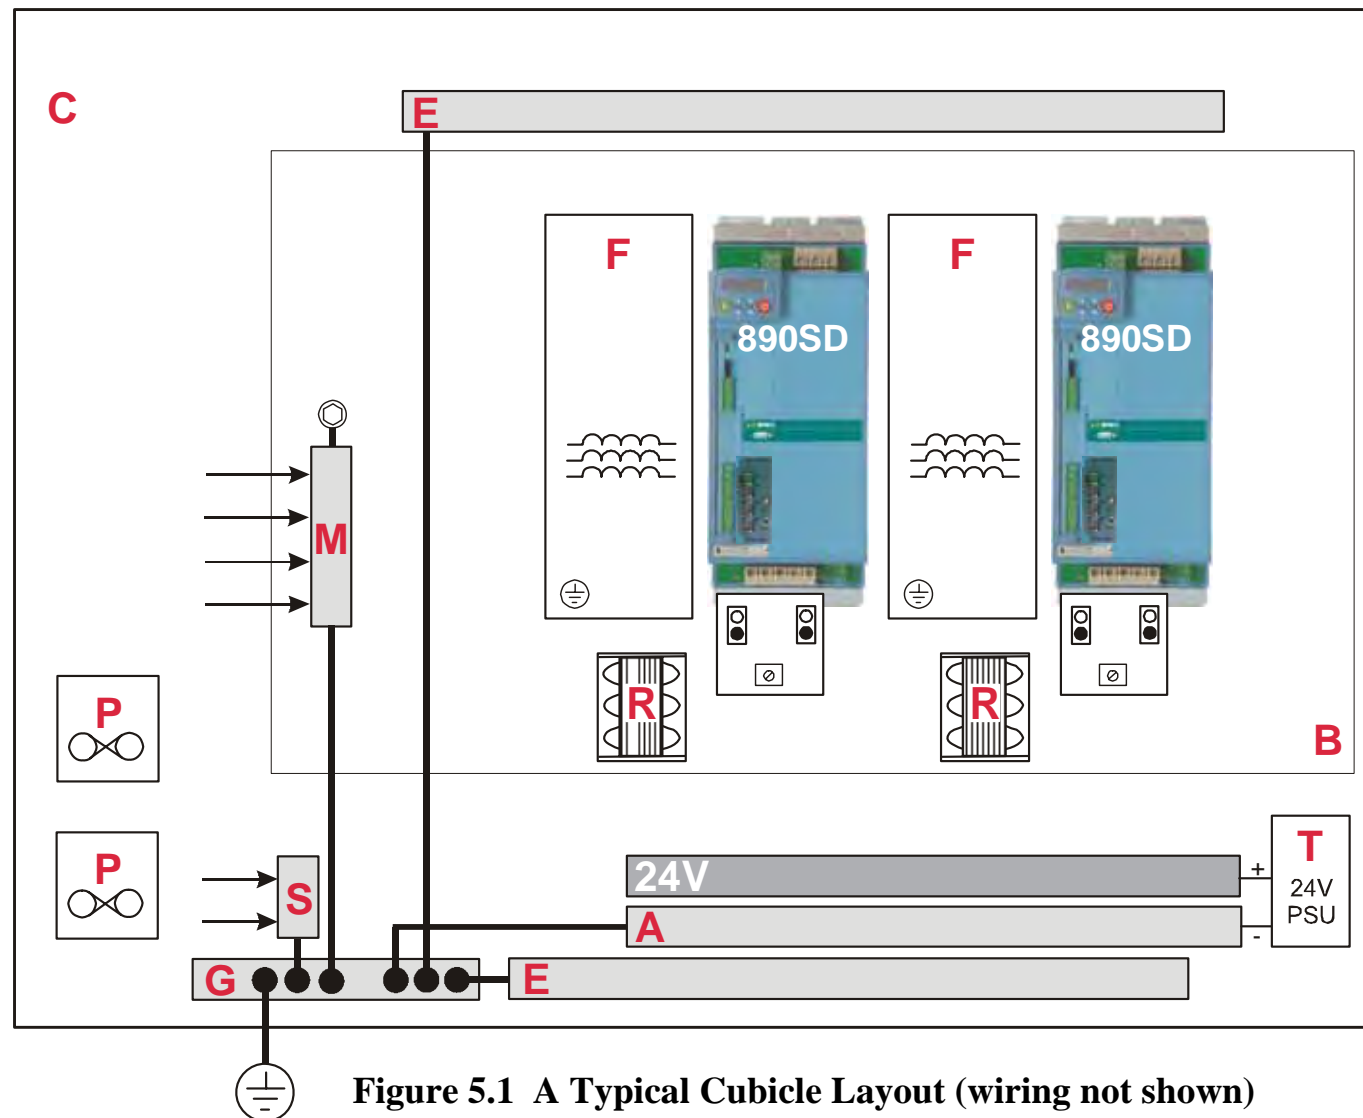 C
E
F
890SD
F
890SD
M
P
R
R
B
P
S
24V
+
T
24V
PSU
A
-
G
E
Figure 5.1 A Typical Cubicle Layout (wiring not shown)